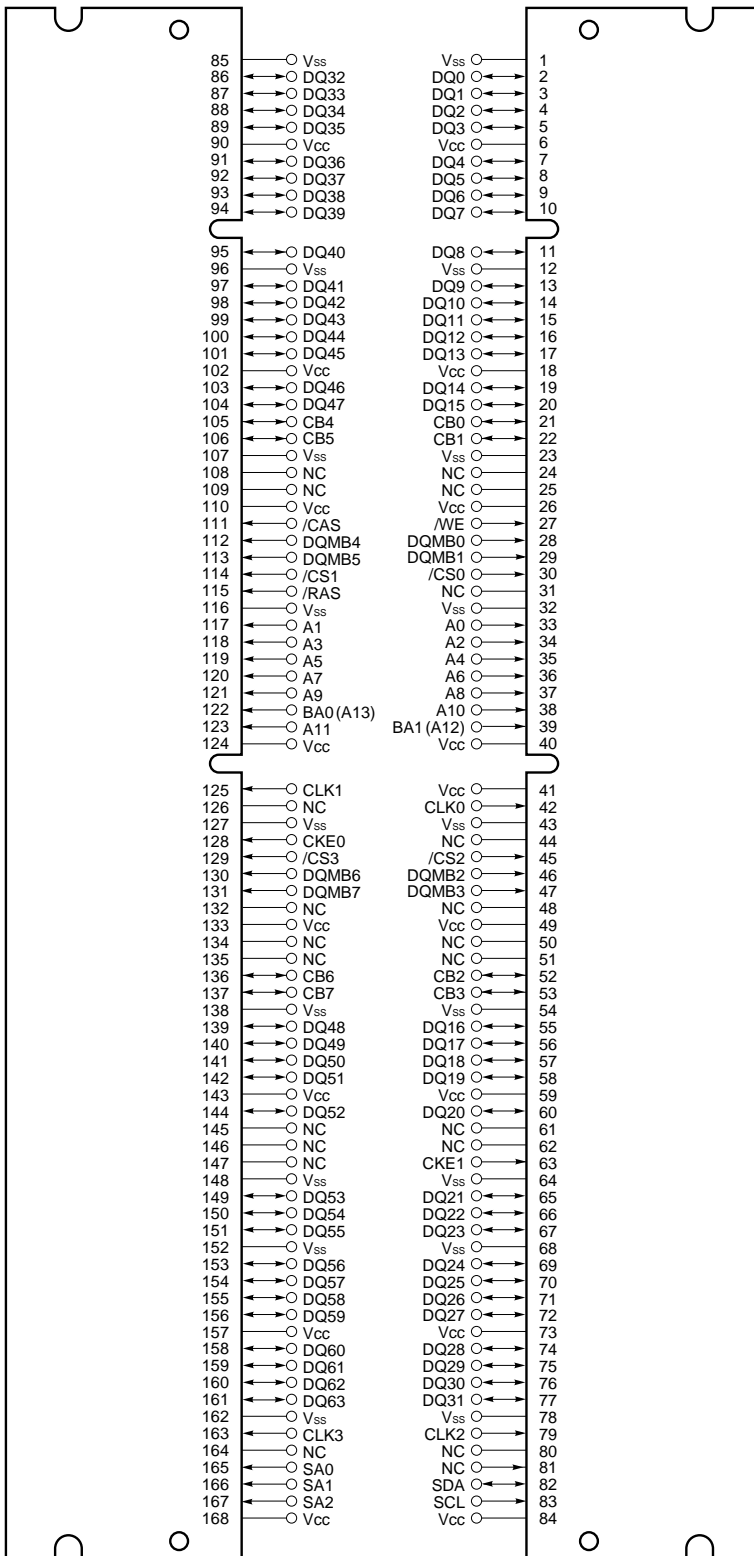 85 Vss Vss 1
86 DQ32 DQ0 2
87 DQ33 DQ1 3
88 DQ34 DQ2 4
89 DQ35 DQ3 5
90 Vcc Vcc 6
91 DQ36 DQ4 7
92 DQ37 DQ5 8
93 DQ38 DQ6 9
94 DQ39 DQ7 10
95 DQ40 DQ8 11
96 Vss Vss 12
97 DQ41 DQ9 13
98 DQ42 DQ10 14
99 DQ43 DQ11 15
100 DQ44 DQ12 16
101 DQ45 DQ13 17
102 Vcc Vcc 18
103 DQ46 DQ14 19
104 DQ47 DQ15 20
105 CB4 CB0 21
106 CB5 CB1 22
107 Vss Vss 23
108 NC NC 24
109 NC NC 25
110 Vcc Vcc 26
111 /CAS /WE 27
112 DQMB4 DQMB0 28
113 DQMB5 DQMB1 29
114 /CS1 /CS0 30
115 /RAS NC 31
116 Vss Vss 32
117 A1 A0 33
118 A3 A2 34
119 A5 A4 35
120 A7 A6 36
121 A9 A8 37
122 BA0 (A13) A10 38
123 A11 BA1 (A12) 39
124 Vcc Vcc 40
125 CLK1 Vcc 41
126 NC CLK0 42
127 Vss Vss 43
128 CKE0 NC 44
129 /CS3 /CS2 45
130 DQMB6 DQMB2 46
131 DQMB7 DQMB3 47
132 NC NC 48
133 Vcc Vcc 49
134 NC NC 50
135 NC NC 51
136 CB6 CB2 52
137 CB7 CB3 53
138 Vss Vss 54
139 DQ48 DQ16 55
140 DQ49 DQ17 56
141 DQ50 DQ18 57
142 DQ51 DQ19 58
143 Vcc Vcc 59
144 DQ52 DQ20 60
145 NC NC 61
146 NC NC 62
147 NC CKE1 63
148 Vss Vss 64
149 DQ53 DQ21 65
150 DQ54 DQ22 66
151 DQ55 DQ23 67
152 Vss Vss 68
153 DQ56 DQ24 69
154 DQ57 DQ25 70
155 DQ58 DQ26 71
156 DQ59 DQ27 72
157 Vcc Vcc 73
158 DQ60 DQ28 74
159 DQ61 DQ29 75
160 DQ62 DQ30 76
161 DQ63 DQ31 77
162 Vss Vss 78
163 CLK3 CLK2 79
164 NC NC 80
165 SA0 NC 81
166 SA1 SDA 82
167 SA2 SCL 83
168 Vcc Vcc 84